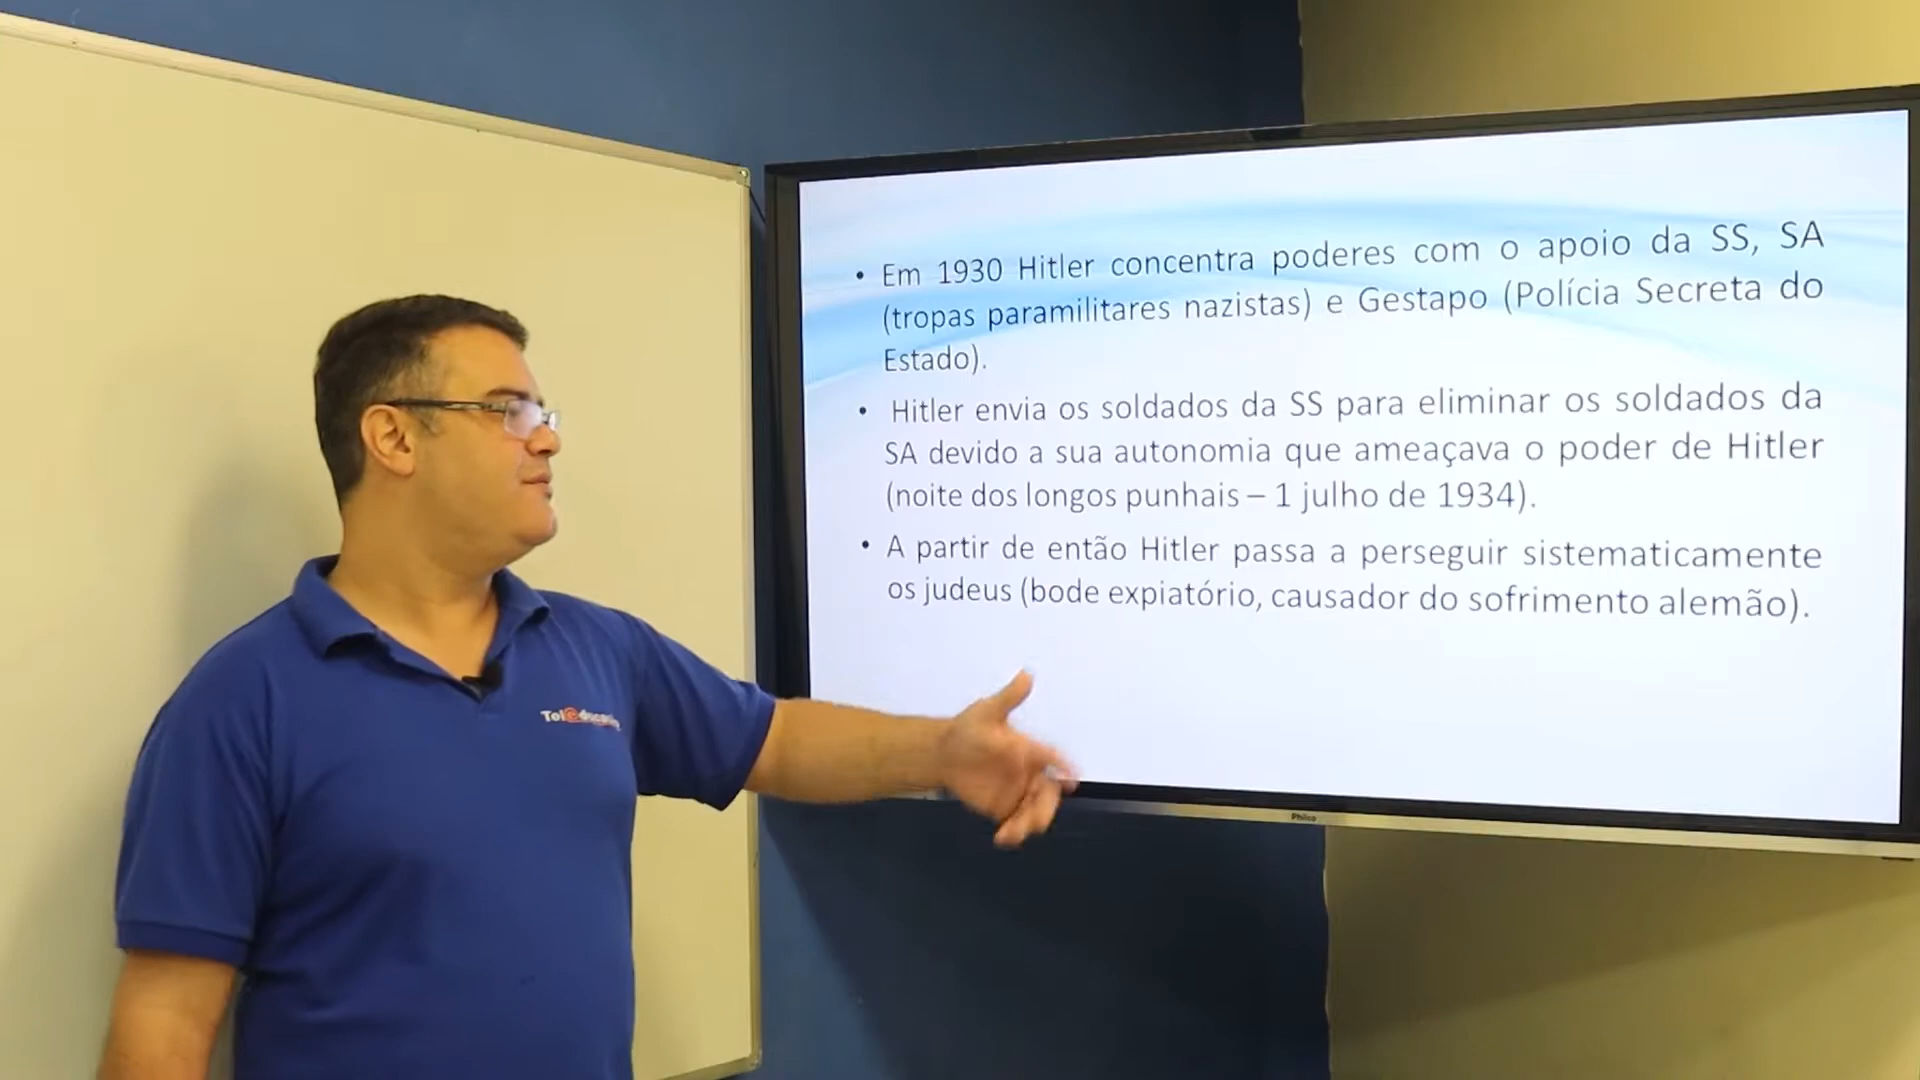 • Em 1930 Hitler concentra poderes com o apoio da SS, SA
(tropas paramilitares nazistas) e Gestapo (Polícia Secreta do
Estado).
• Hitler envia os soldados da SS para eliminar os soldados da
SA devido a sua autonomia que ameaçava o poder de Hitler
(noite dos longos punhais – 1 julho de 1934).
• A partir de então Hitler passa a perseguir sistematicamente
os judeus (bode expiatório, causador do sofrimento alemão).
Philco